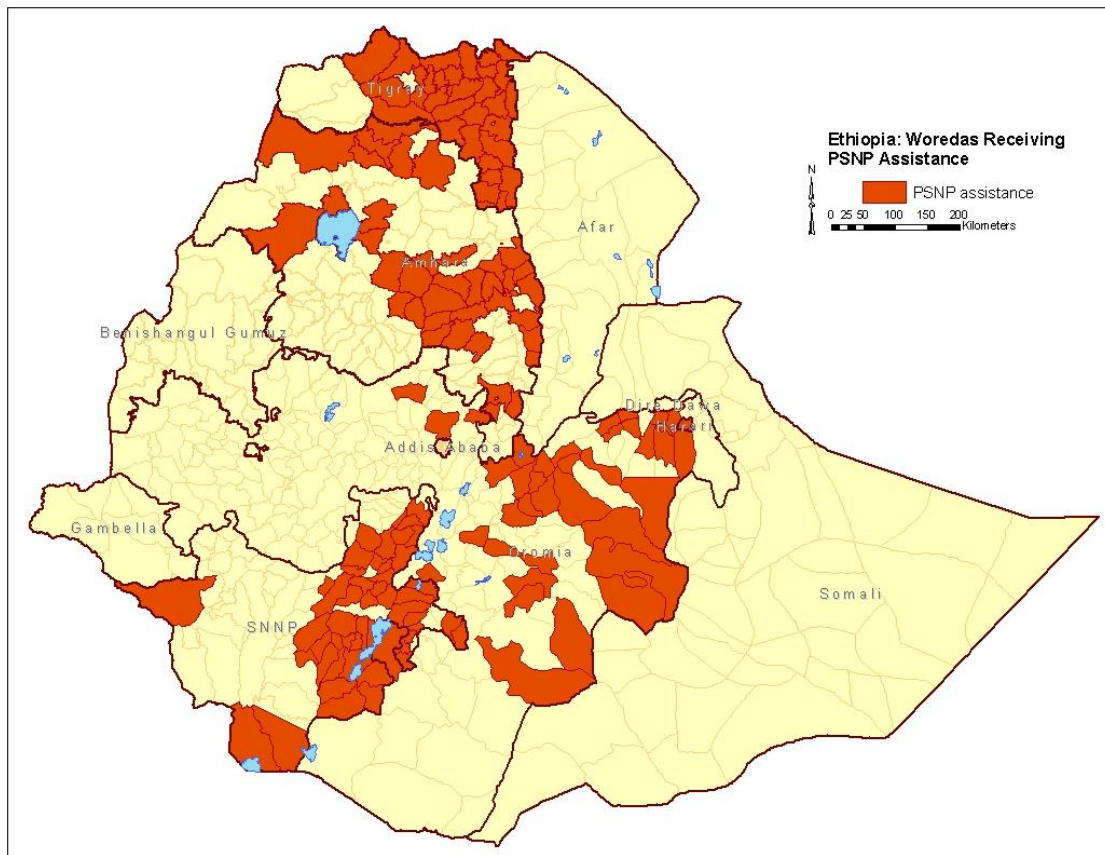 Tigray
Ethiopia: Woredas Receiving
PSNP Assistance
N
PSNP assistance
0 25 50 100 150 200
Kilometers
Afar
Amhara
Benishangul Gumuz
Dire Dawa
Harari
Addis Ababa
Gambella
Oromia
Somali
SNNP